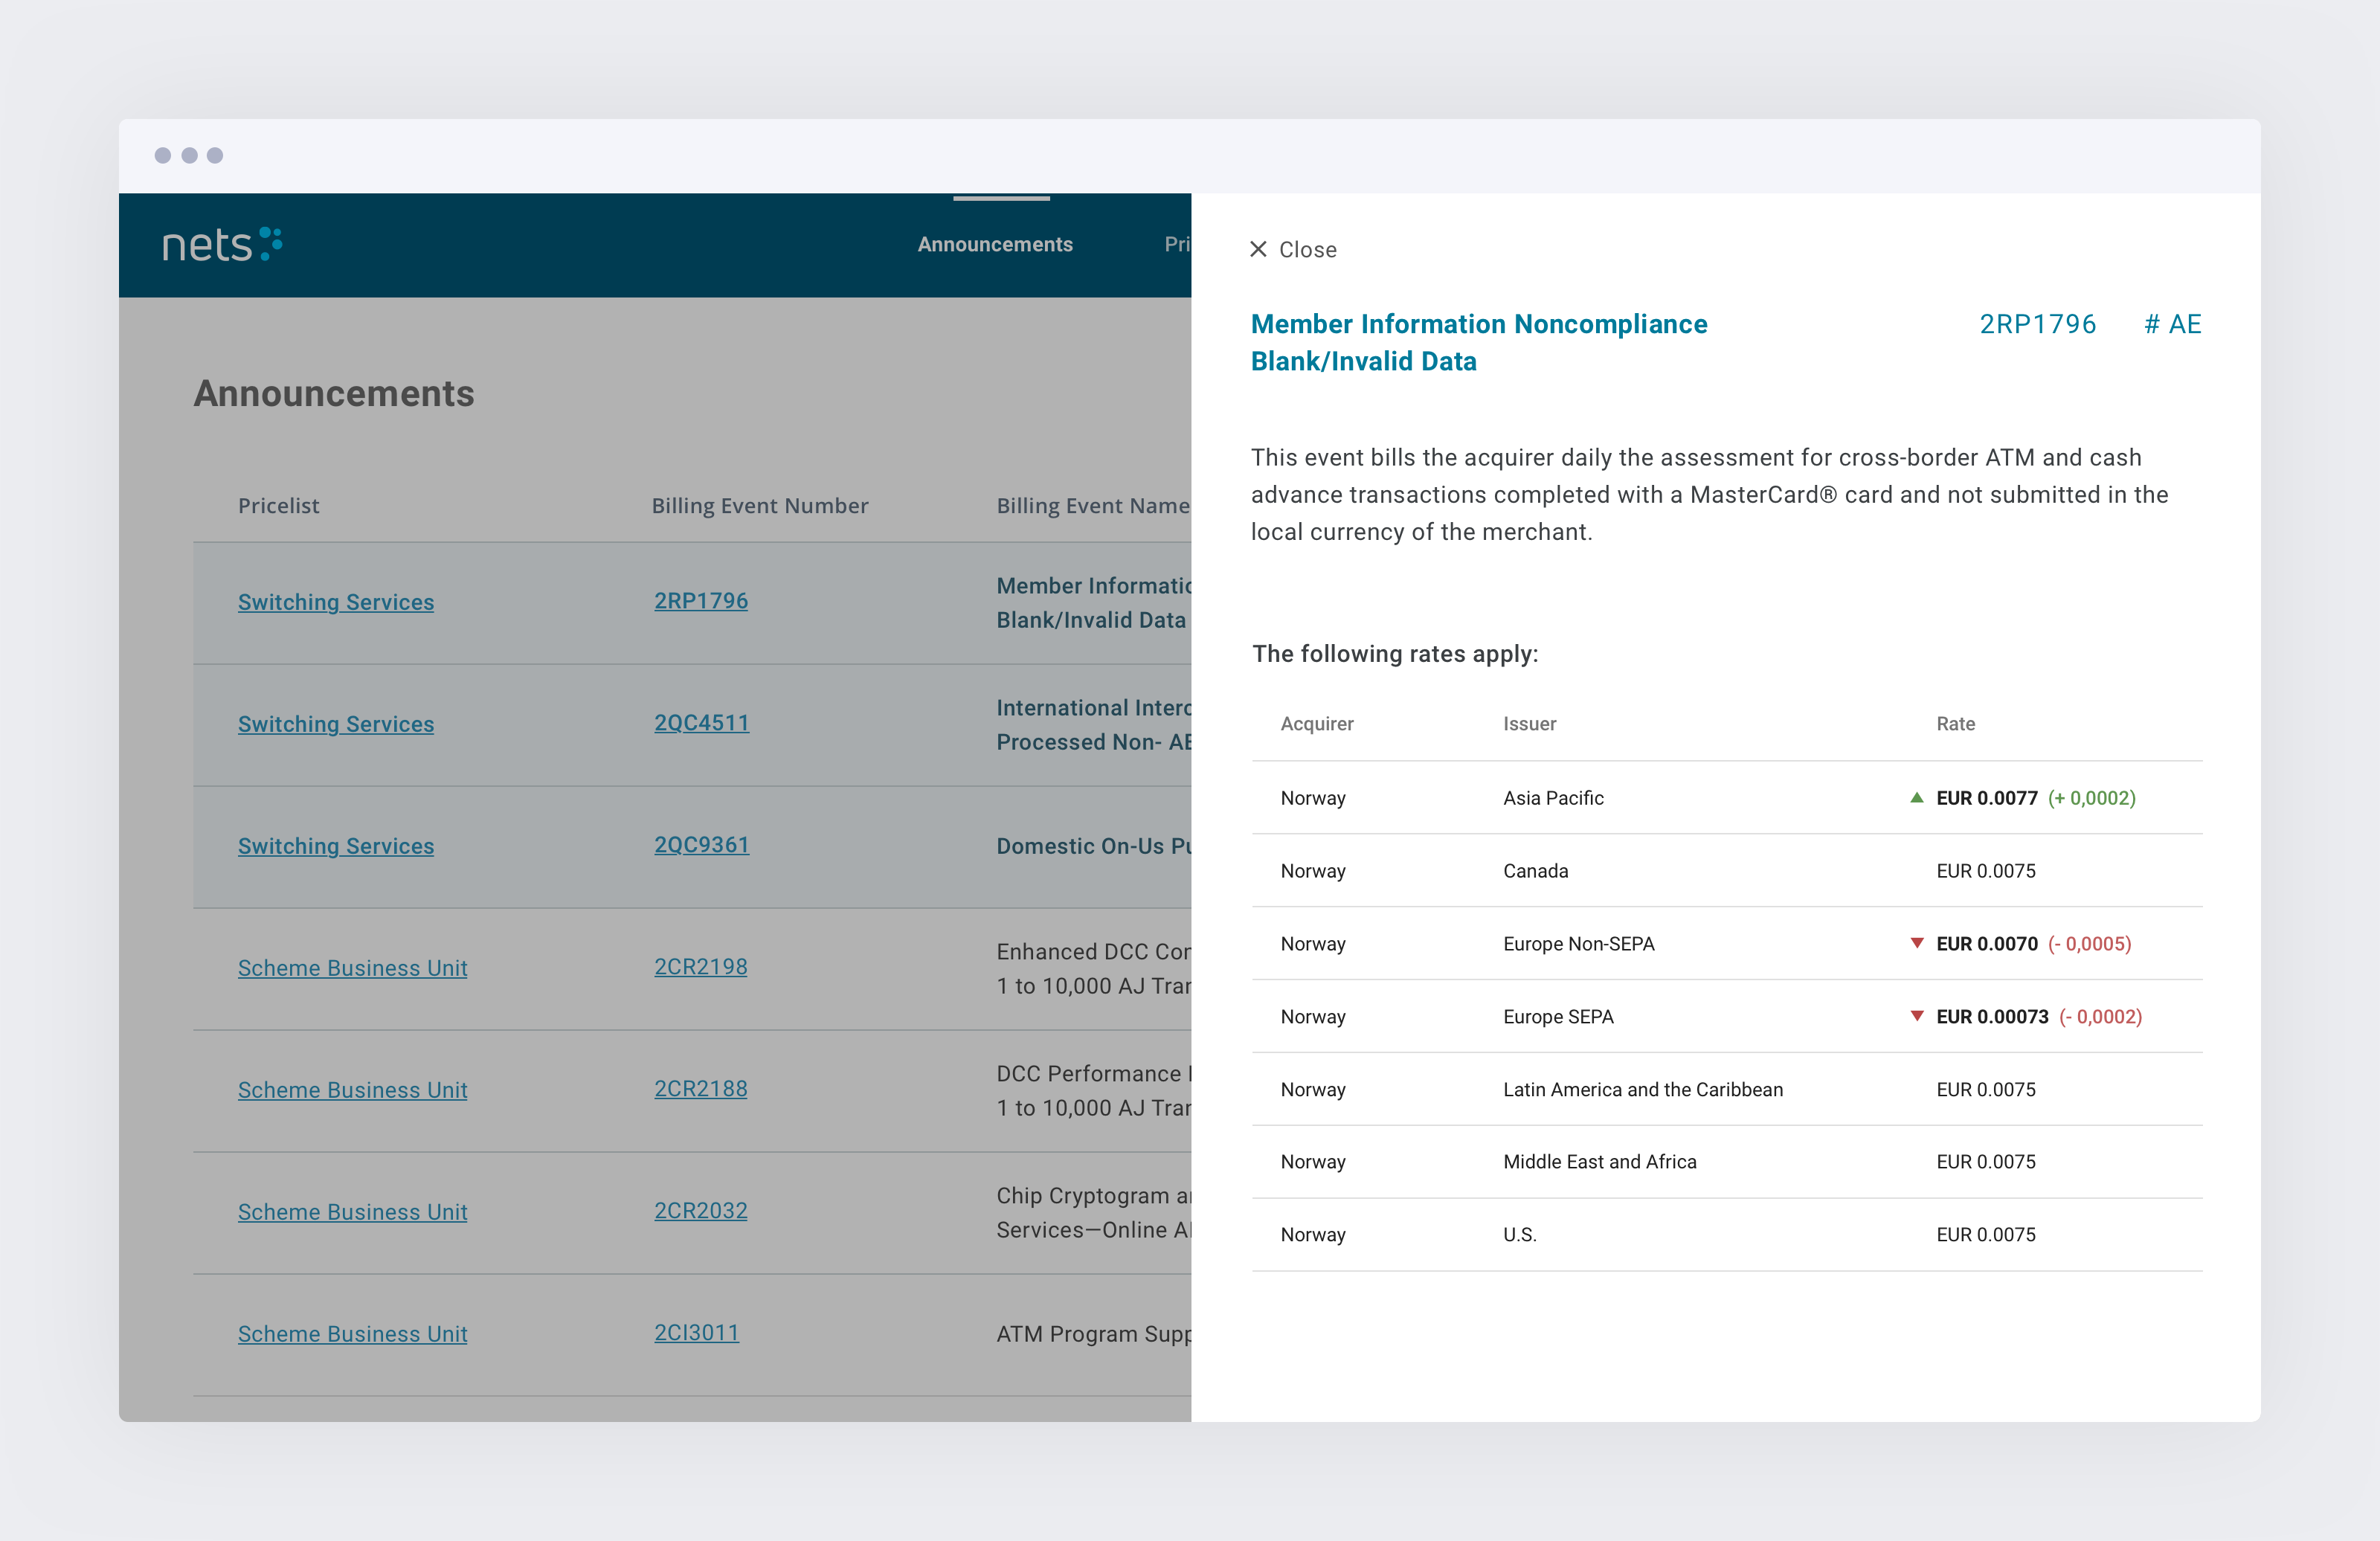 nets
Announcements
Pri
Announcements
Pricelist Billing Event Number Billing Event Name
Switching Services 2RP1796 Member Informatio
Blank/Invalid Data
Switching Services 2QC4511 International Interc
Processed Non- AE
Switching Services 2QC9361 Domestic On-Us Pu
Scheme Business Unit 2CR2198 Enhanced DCC Con
1 to 10,000 AJ Tran
Scheme Business Unit 2CR2188 DCC Performance
1 to 10,000 AJ Tran
Scheme Business Unit 2CR2032 Chip Cryptogram an
Services—Online
Scheme Business Unit 2CI3011 ATM Program Supp
Close
Member Information Noncompliance 2RP1796 # AE
Blank/Invalid Data
This event bills the acquirer daily the assessment for cross-border ATM and cash
advance transactions completed with a MasterCard® card and not submitted in the
local currency of the merchant.
The following rates apply:
Acquirer Issuer Rate
Norway Asia Pacific ▲ EUR 0.0077 (+ 0,0002)
Norway Canada EUR 0.0075
Norway Europe Non-SEPA ▼ EUR 0.0070 (- 0,0005)
Norway Europe SEPA ▼ EUR 0.00073 (- 0,0002)
Norway Latin America and the Caribbean EUR 0.0075
Norway Middle East and Africa EUR 0.0075
Norway U.S. EUR 0.0075